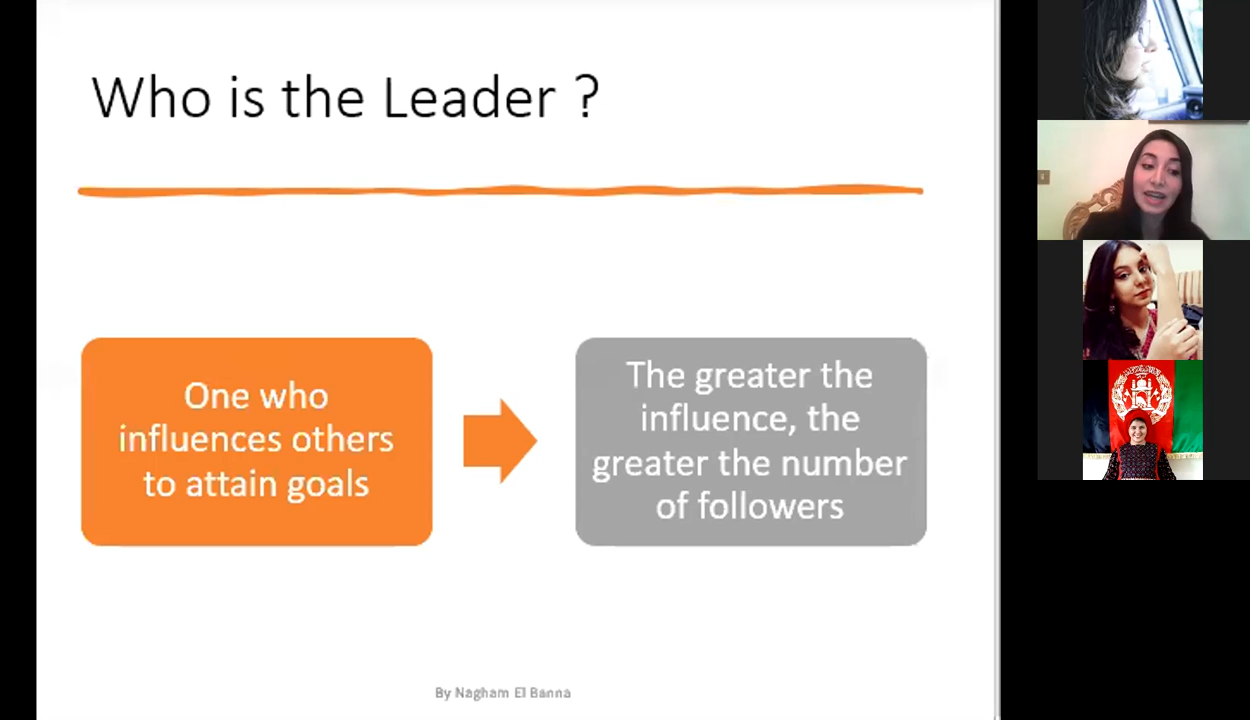 Who is the Leader ?
One who
influences others
to attain goals
The greater the
influence, the
greater the number
of followers
By Nagham El Banna